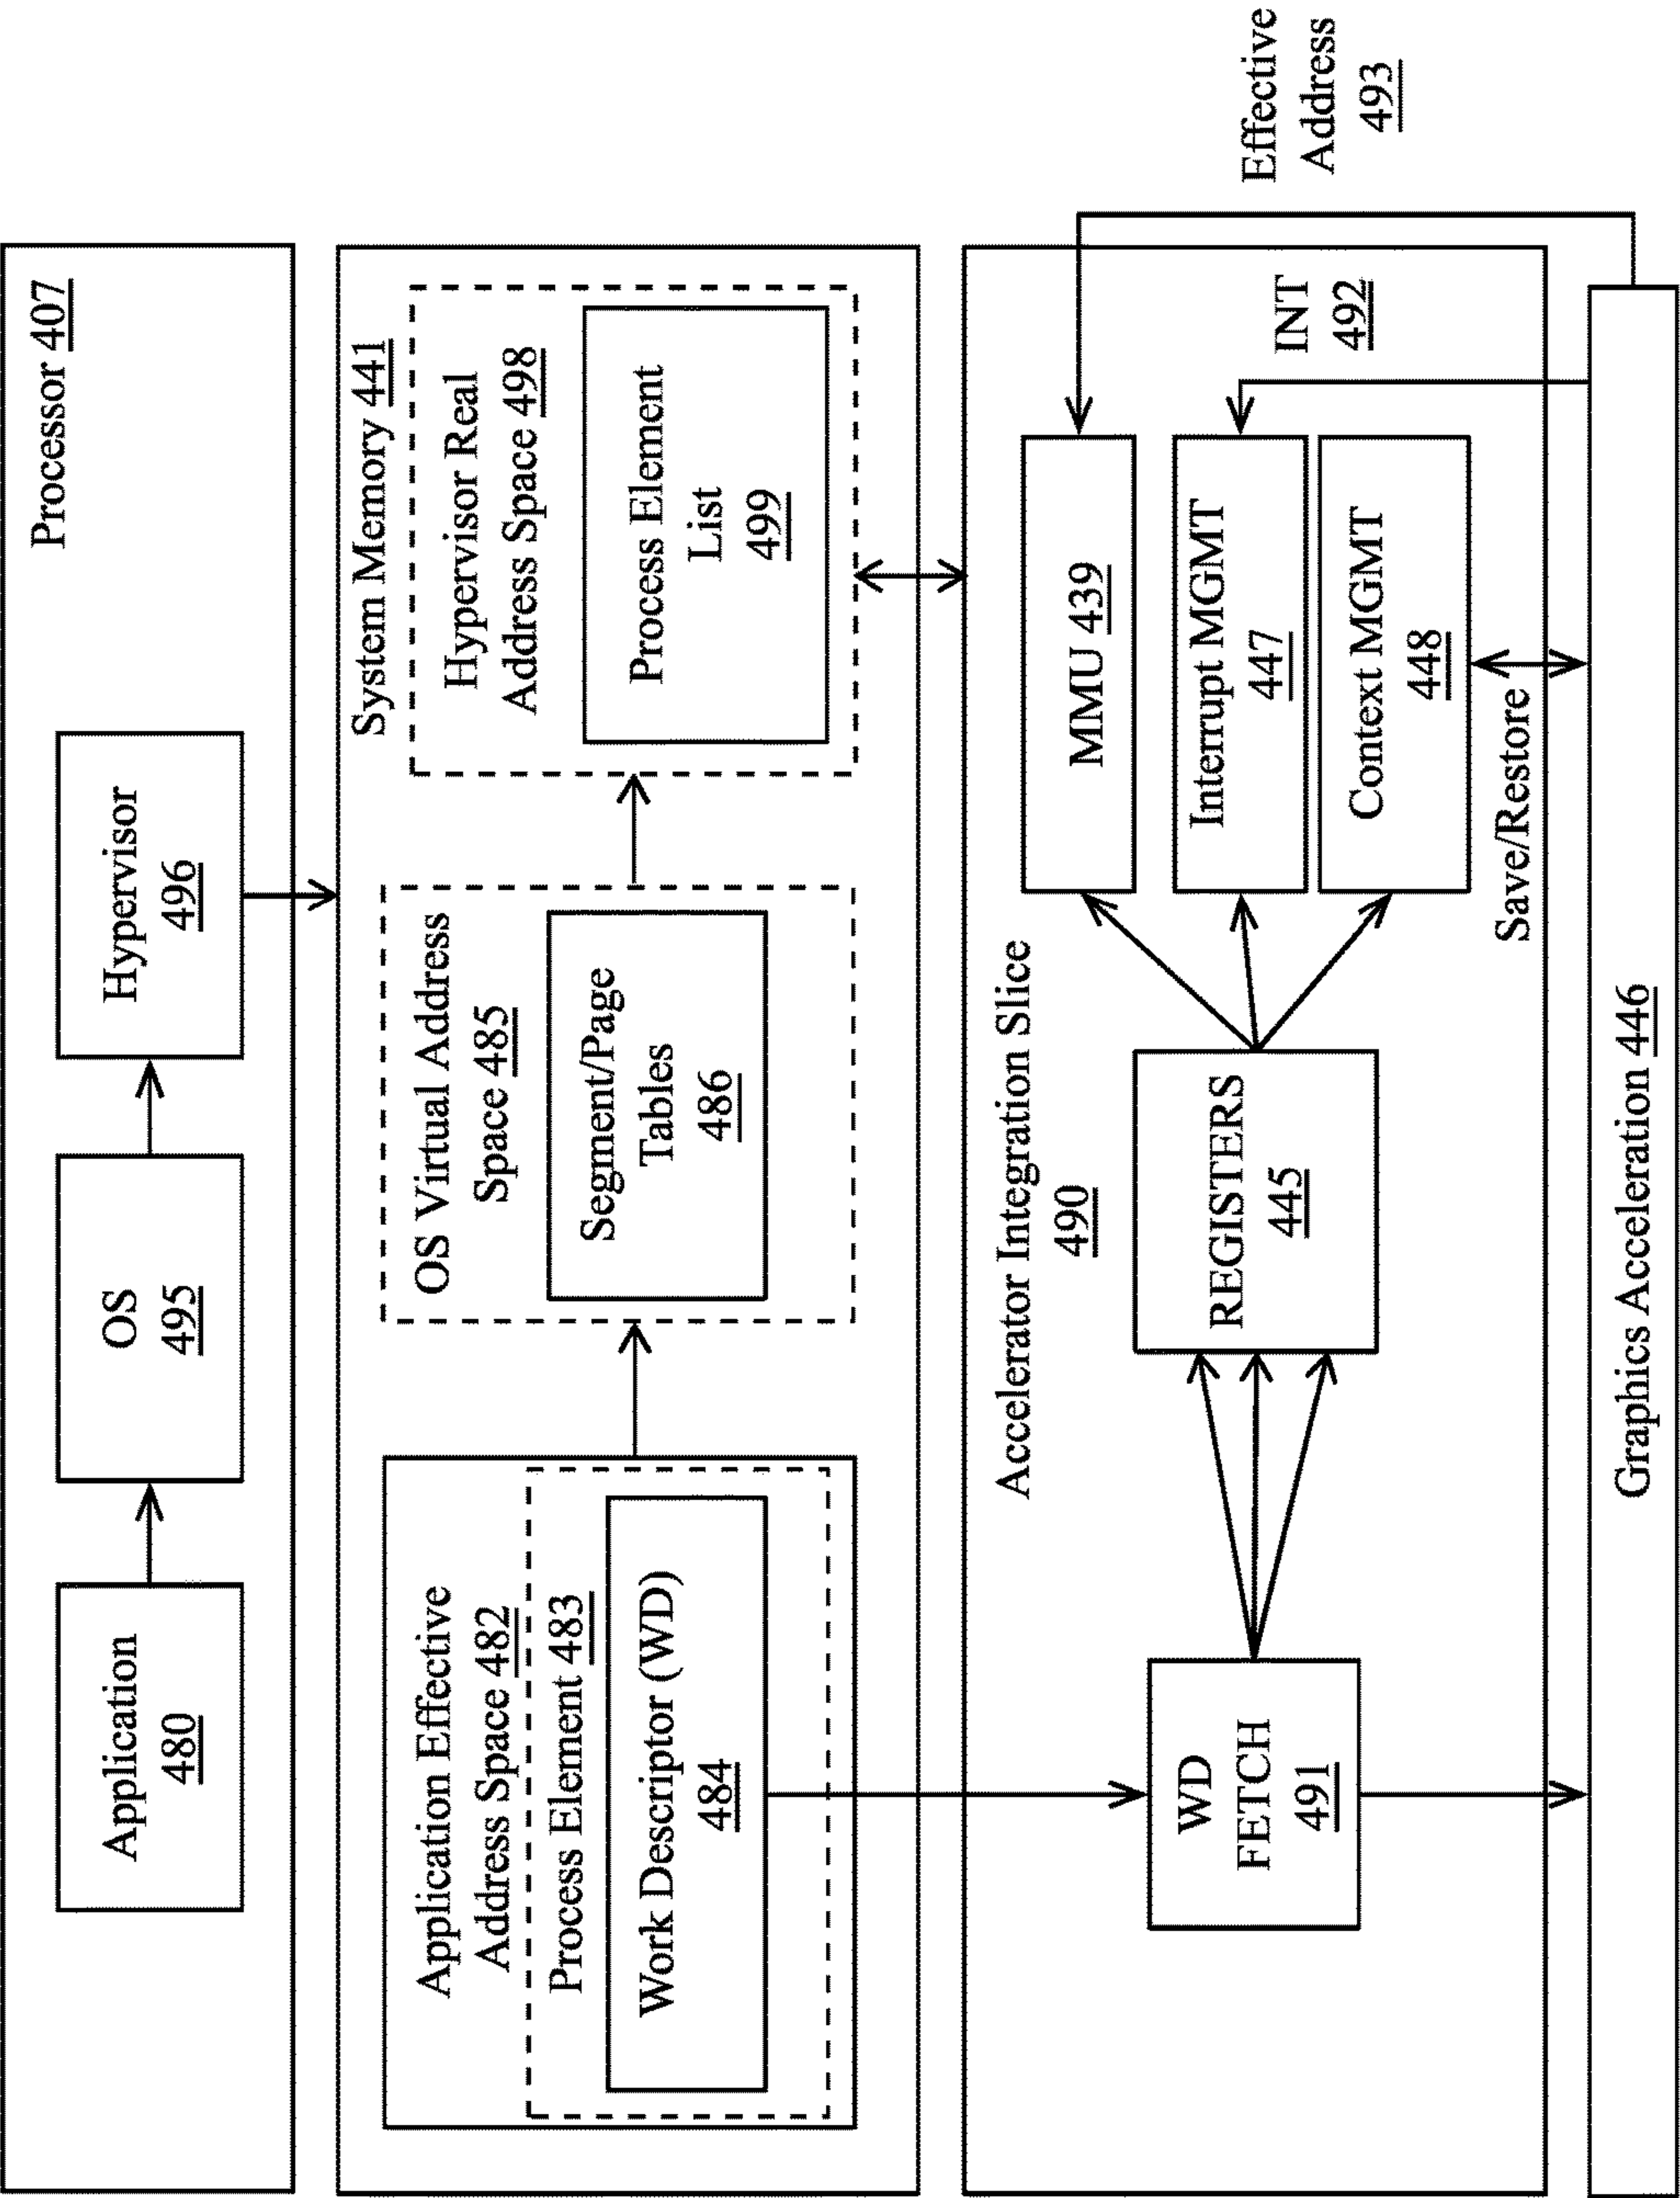 Processor 407
Application
480
OS
495
Hypervisor
496
System Memory 441
Application Effective
Address Space 482
Process Element 483
Work Descriptor (WD)
484
OS Virtual Address
Space 485
Segment/Page
Tables
486
Hypervisor Real
Address Space 498
Process Element
List
499
Accelerator Integration Slice
490
WD
FETCH
491
REGISTERS
445
MMU 439
Interrupt MGMT
447
Context MGMT
448
Save/Restore
INT
492
Effective
Address
493
Graphics Acceleration 446